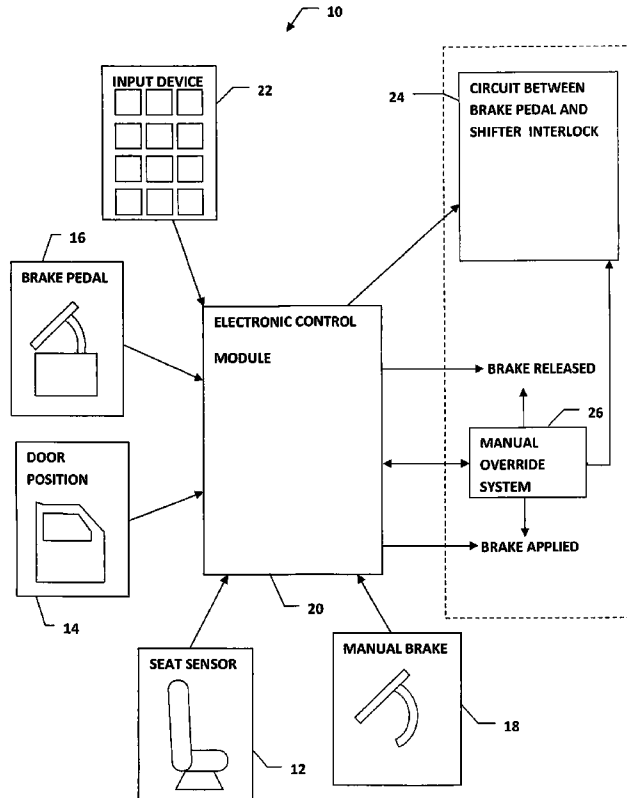 10
INPUT DEVICE
22
24
CIRCUIT BETWEEN
BRAKE PEDAL AND
SHIFTER INTERLOCK
16
BRAKE PEDAL
ELECTRONIC CONTROL
MODULE
BRAKE RELEASED
26
MANUAL
OVERRIDE
SYSTEM
DOOR
POSITION
BRAKE APPLIED
14
20
SEAT SENSOR
12
MANUAL BRAKE
18